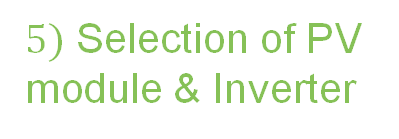 5) Selection of PV
module & Inverter